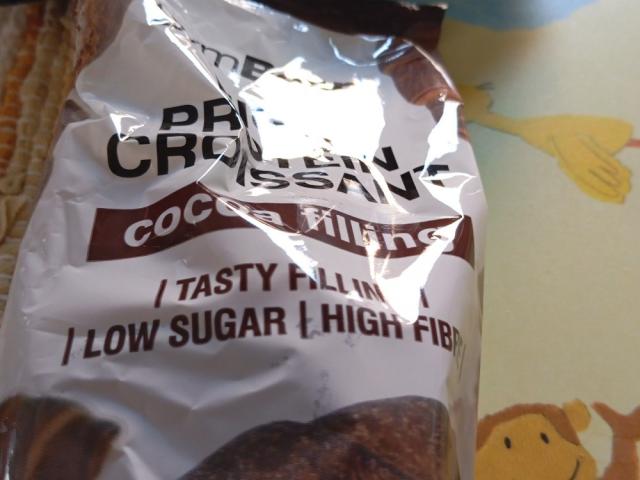 PROTEIN
CROISSANT
cocoa filling
| TASTY FILLING |
| LOW SUGAR | HIGH FIBRE |